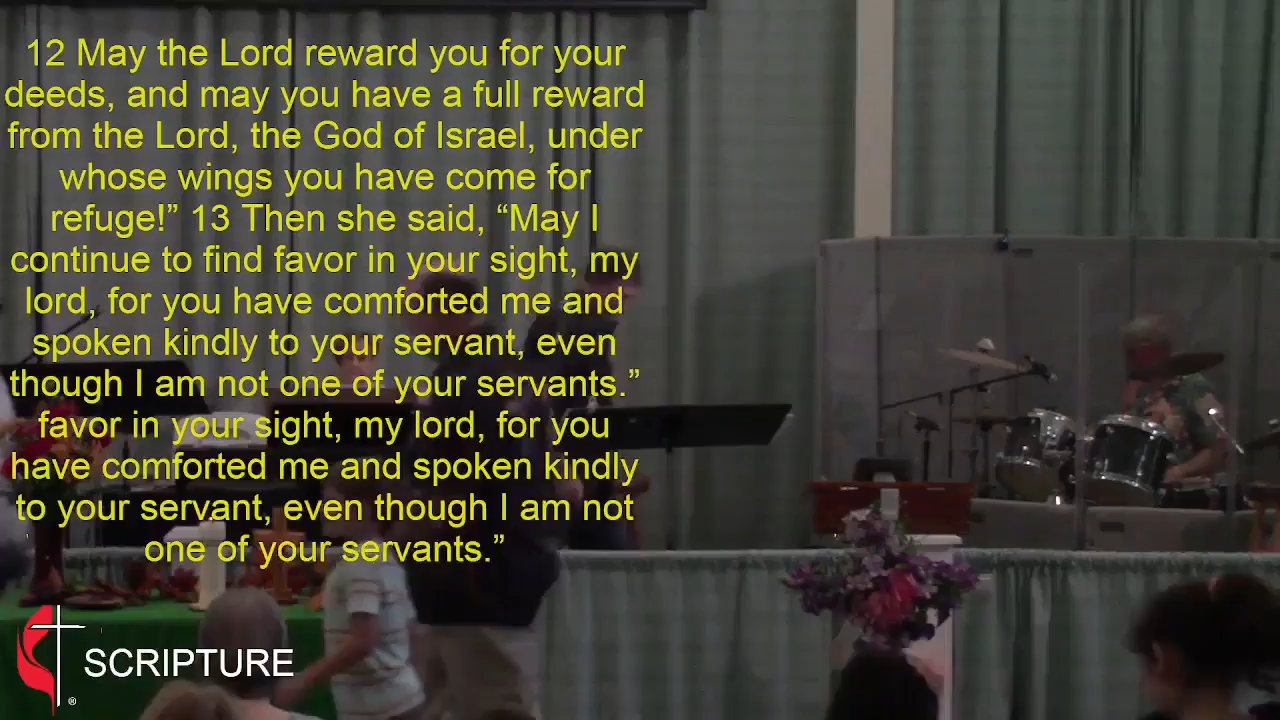 12 May the Lord reward you for your
deeds, and may you have a full reward
from the Lord, the God of Israel, under
whose wings you have come for
refuge!” 13 Then she said, “May I
continue to find favor in your sight, my
lord, for you have comforted me and
spoken kindly to your servant, even
though I am not one of your servants.”
favor in your sight, my lord, for you
have comforted me and spoken kindly
to your servant, even though I am not
one of your servants.”
SCRIPTURE
®